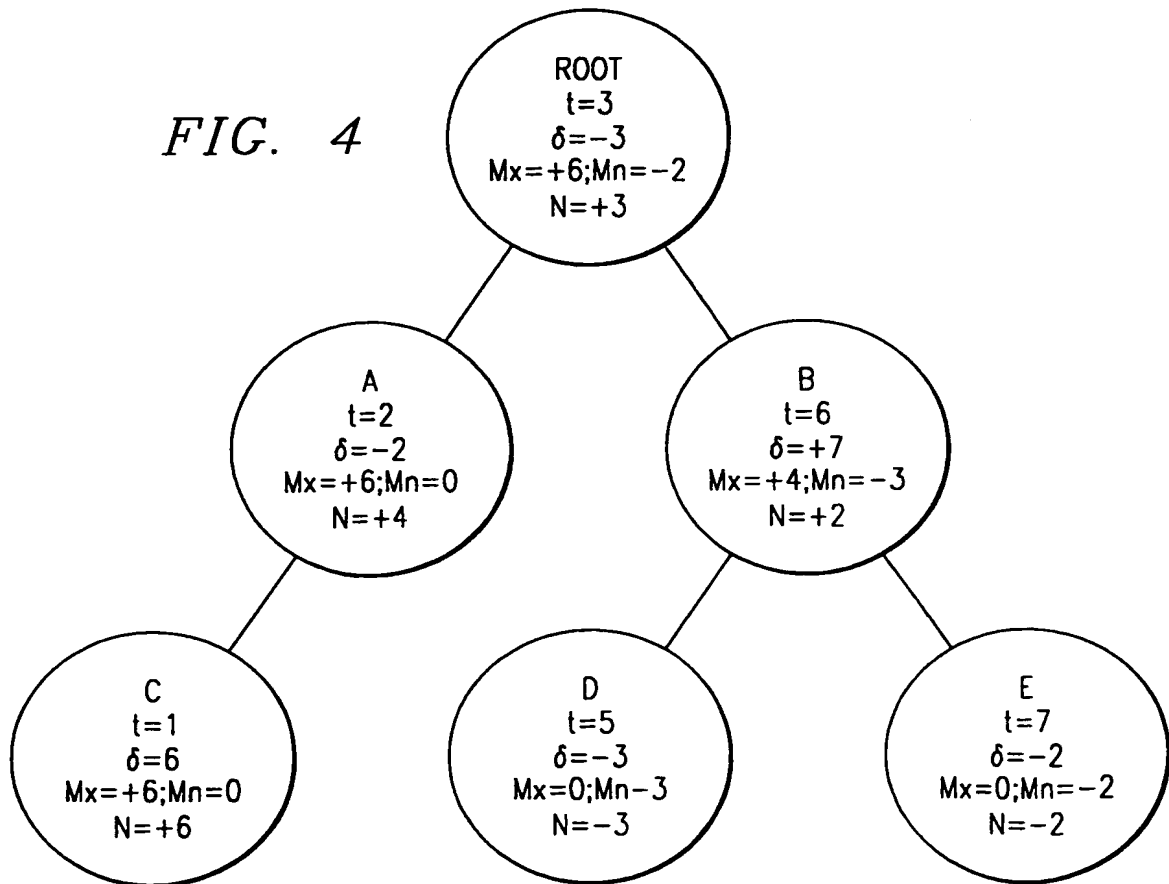 FIG. 4
ROOT
t=3
δ=-3
Mx=+6;Mn=-2
N=+3
A
t=2
δ=-2
Mx=+6;Mn=0
N=+4
B
t=6
δ=+7
Mx=+4;Mn=-3
N=+2
C
t=1
δ=6
Mx=+6;Mn=0
N=+6
D
t=5
δ=-3
Mx=0;Mn-3
N=-3
E
t=7
δ=-2
Mx=0;Mn=-2
N=-2